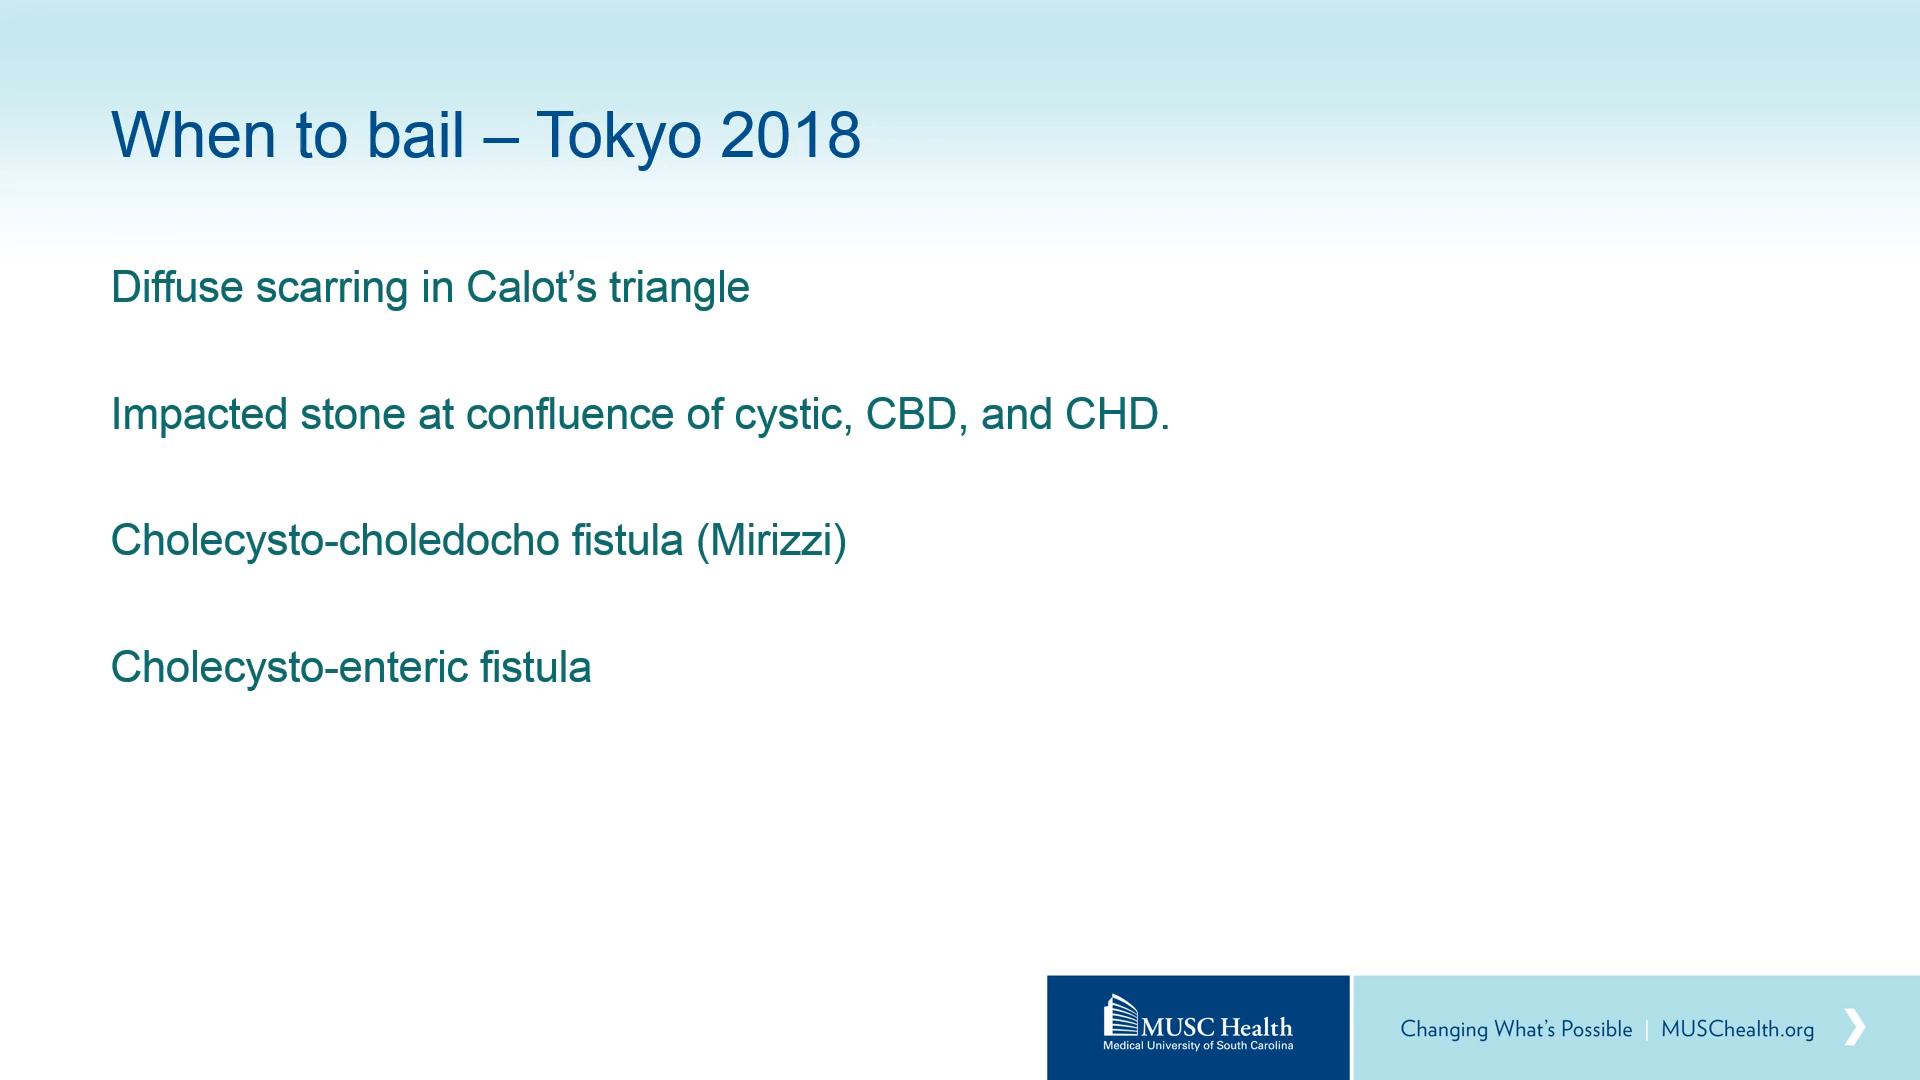 When to bail – Tokyo 2018
Diffuse scarring in Calot’s triangle
Impacted stone at confluence of cystic, CBD, and CHD.
Cholecysto-choledocho fistula (Mirizzi)
Cholecysto-enteric fistula
MUSC Health
Medical University of South Carolina
Changing What’s Possible | MUSChealth.org